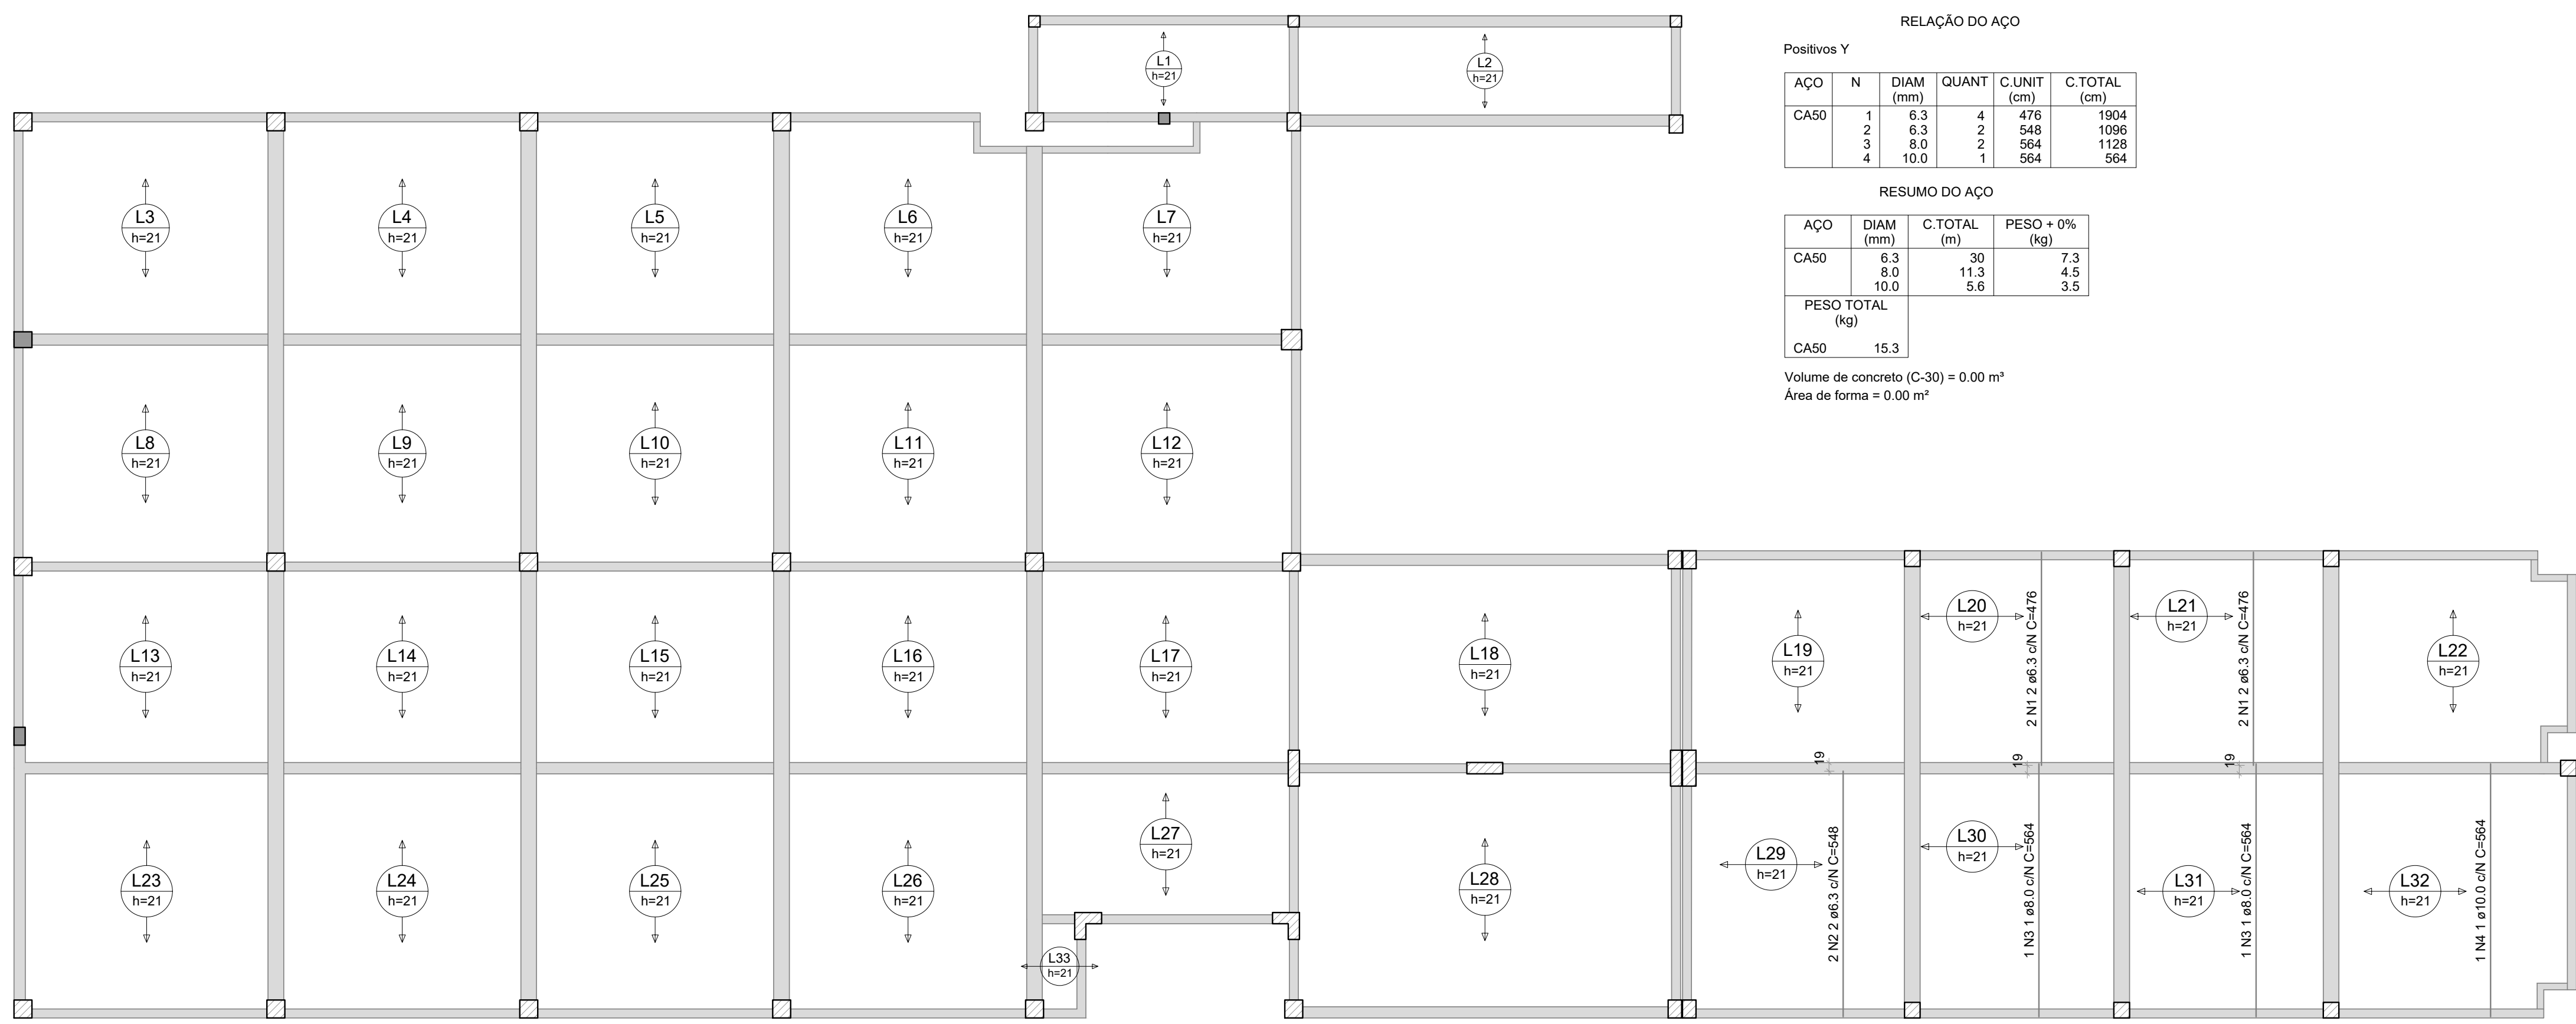 RELAÇÃO DO AÇO
Positivos Y
AÇO N DIAM (mm) QUANT C.UNIT (cm) C.TOTAL (cm)
CA50 1 6.3 4 476 1904
2 6.3 2 548 1096
3 8.0 2 564 1128
4 10.0 1 564 564
RESUMO DO AÇO
AÇO DIAM (mm) C.TOTAL (m) PESO + 0% (kg)
CA50 6.3 30 7.3
8.0 11.3 4.5
10.0 5.6 3.5
PESO TOTAL
(kg)
CA50 15.3
Volume de concreto (C-30) = 0.00 m³
Área de forma = 0.00 m²
L1
h=21
L2
h=21
L3
h=21
L4
h=21
L5
h=21
L6
h=21
L7
h=21
L8
h=21
L9
h=21
L10
h=21
L11
h=21
L12
h=21
L13
h=21
L14
h=21
L15
h=21
L16
h=21
L17
h=21
L18
h=21
L19
h=21
L20
h=21
2 N1 2 ø6.3 c/N C=476
L21
h=21
2 N1 2 ø6.3 c/N C=476
L22
h=21
19
19
19
L23
h=21
L24
h=21
L25
h=21
L26
h=21
L27
h=21
L28
h=21
L29
h=21
2 N2 2 ø6.3 c/N C=548
L30
h=21
1 N3 1 ø8.0 c/N C=564
L31
h=21
1 N3 1 ø8.0 c/N C=564
L32
h=21
1 N4 1 ø10.0 c/N C=564
L33
h=21